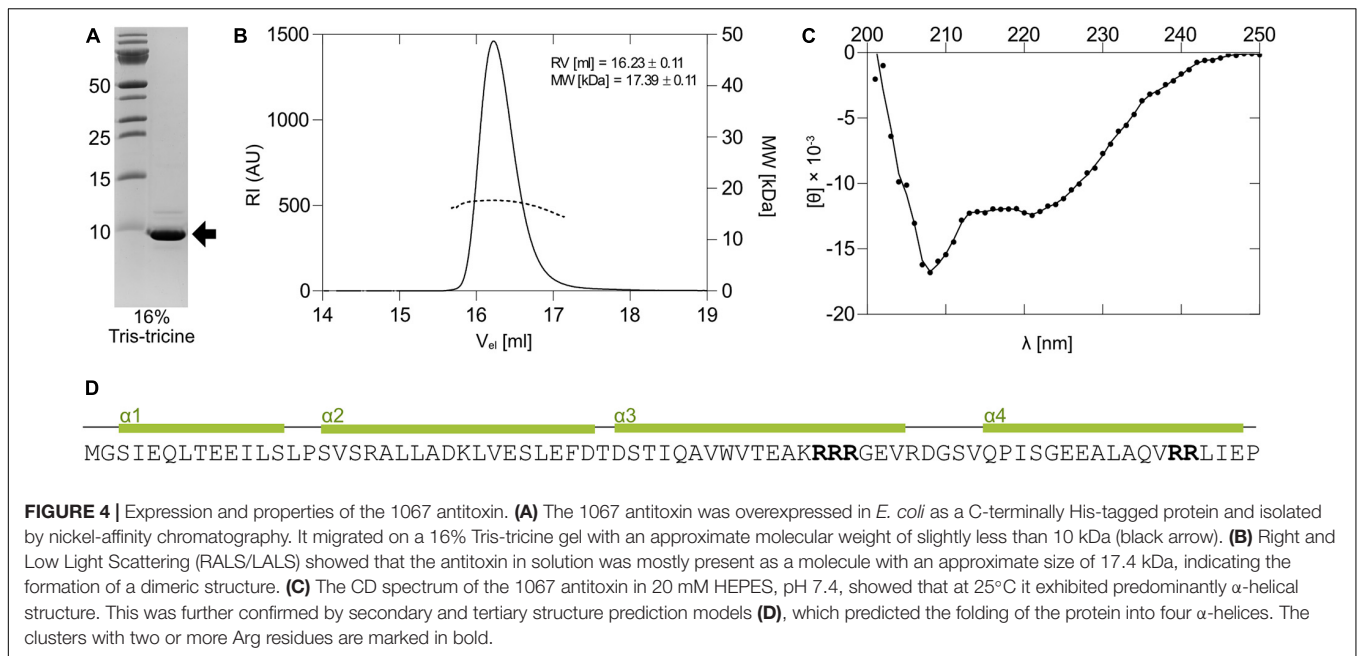 A
50
25
15
10
16%
Tris-tricine
B
1500
1000
500
0
RI (AU)
50
40
30
20
10
0
MW [kDa]
RV [ml] = 16.23 ± 0.11
MW [kDa] = 17.39 ± 0.11
14 15 16 17 18 19
Vel [ml]
C
200 210 220 230 240 250
0
-5
-10
-15
-20
[θ] × 10-3
λ [nm]
D
α1 α2 α3 α4
MGSIEQLTEEILSLPSVSRALLADKLVESLEFDTDSTIQAVWVTEAKRRRGEVRDGSVQPISGEEALAQVRRLIEP
FIGURE 4 | Expression and properties of the 1067 antitoxin. (A) The 1067 antitoxin was overexpressed in E. coli as a C-terminally His-tagged protein and isolated
by nickel-affinity chromatography. It migrated on a 16% Tris-tricine gel with an approximate molecular weight of slightly less than 10 kDa (black arrow). (B) Right and
Low Light Scattering (RALS/LALS) showed that the antitoxin in solution was mostly present as a molecule with an approximate size of 17.4 kDa, indicating the
formation of a dimeric structure. (C) The CD spectrum of the 1067 antitoxin in 20 mM HEPES, pH 7.4, showed that at 25°C it exhibited predominantly α-helical
structure. This was further confirmed by secondary and tertiary structure prediction models (D), which predicted the folding of the protein into four α-helices. The
clusters with two or more Arg residues are marked in bold.